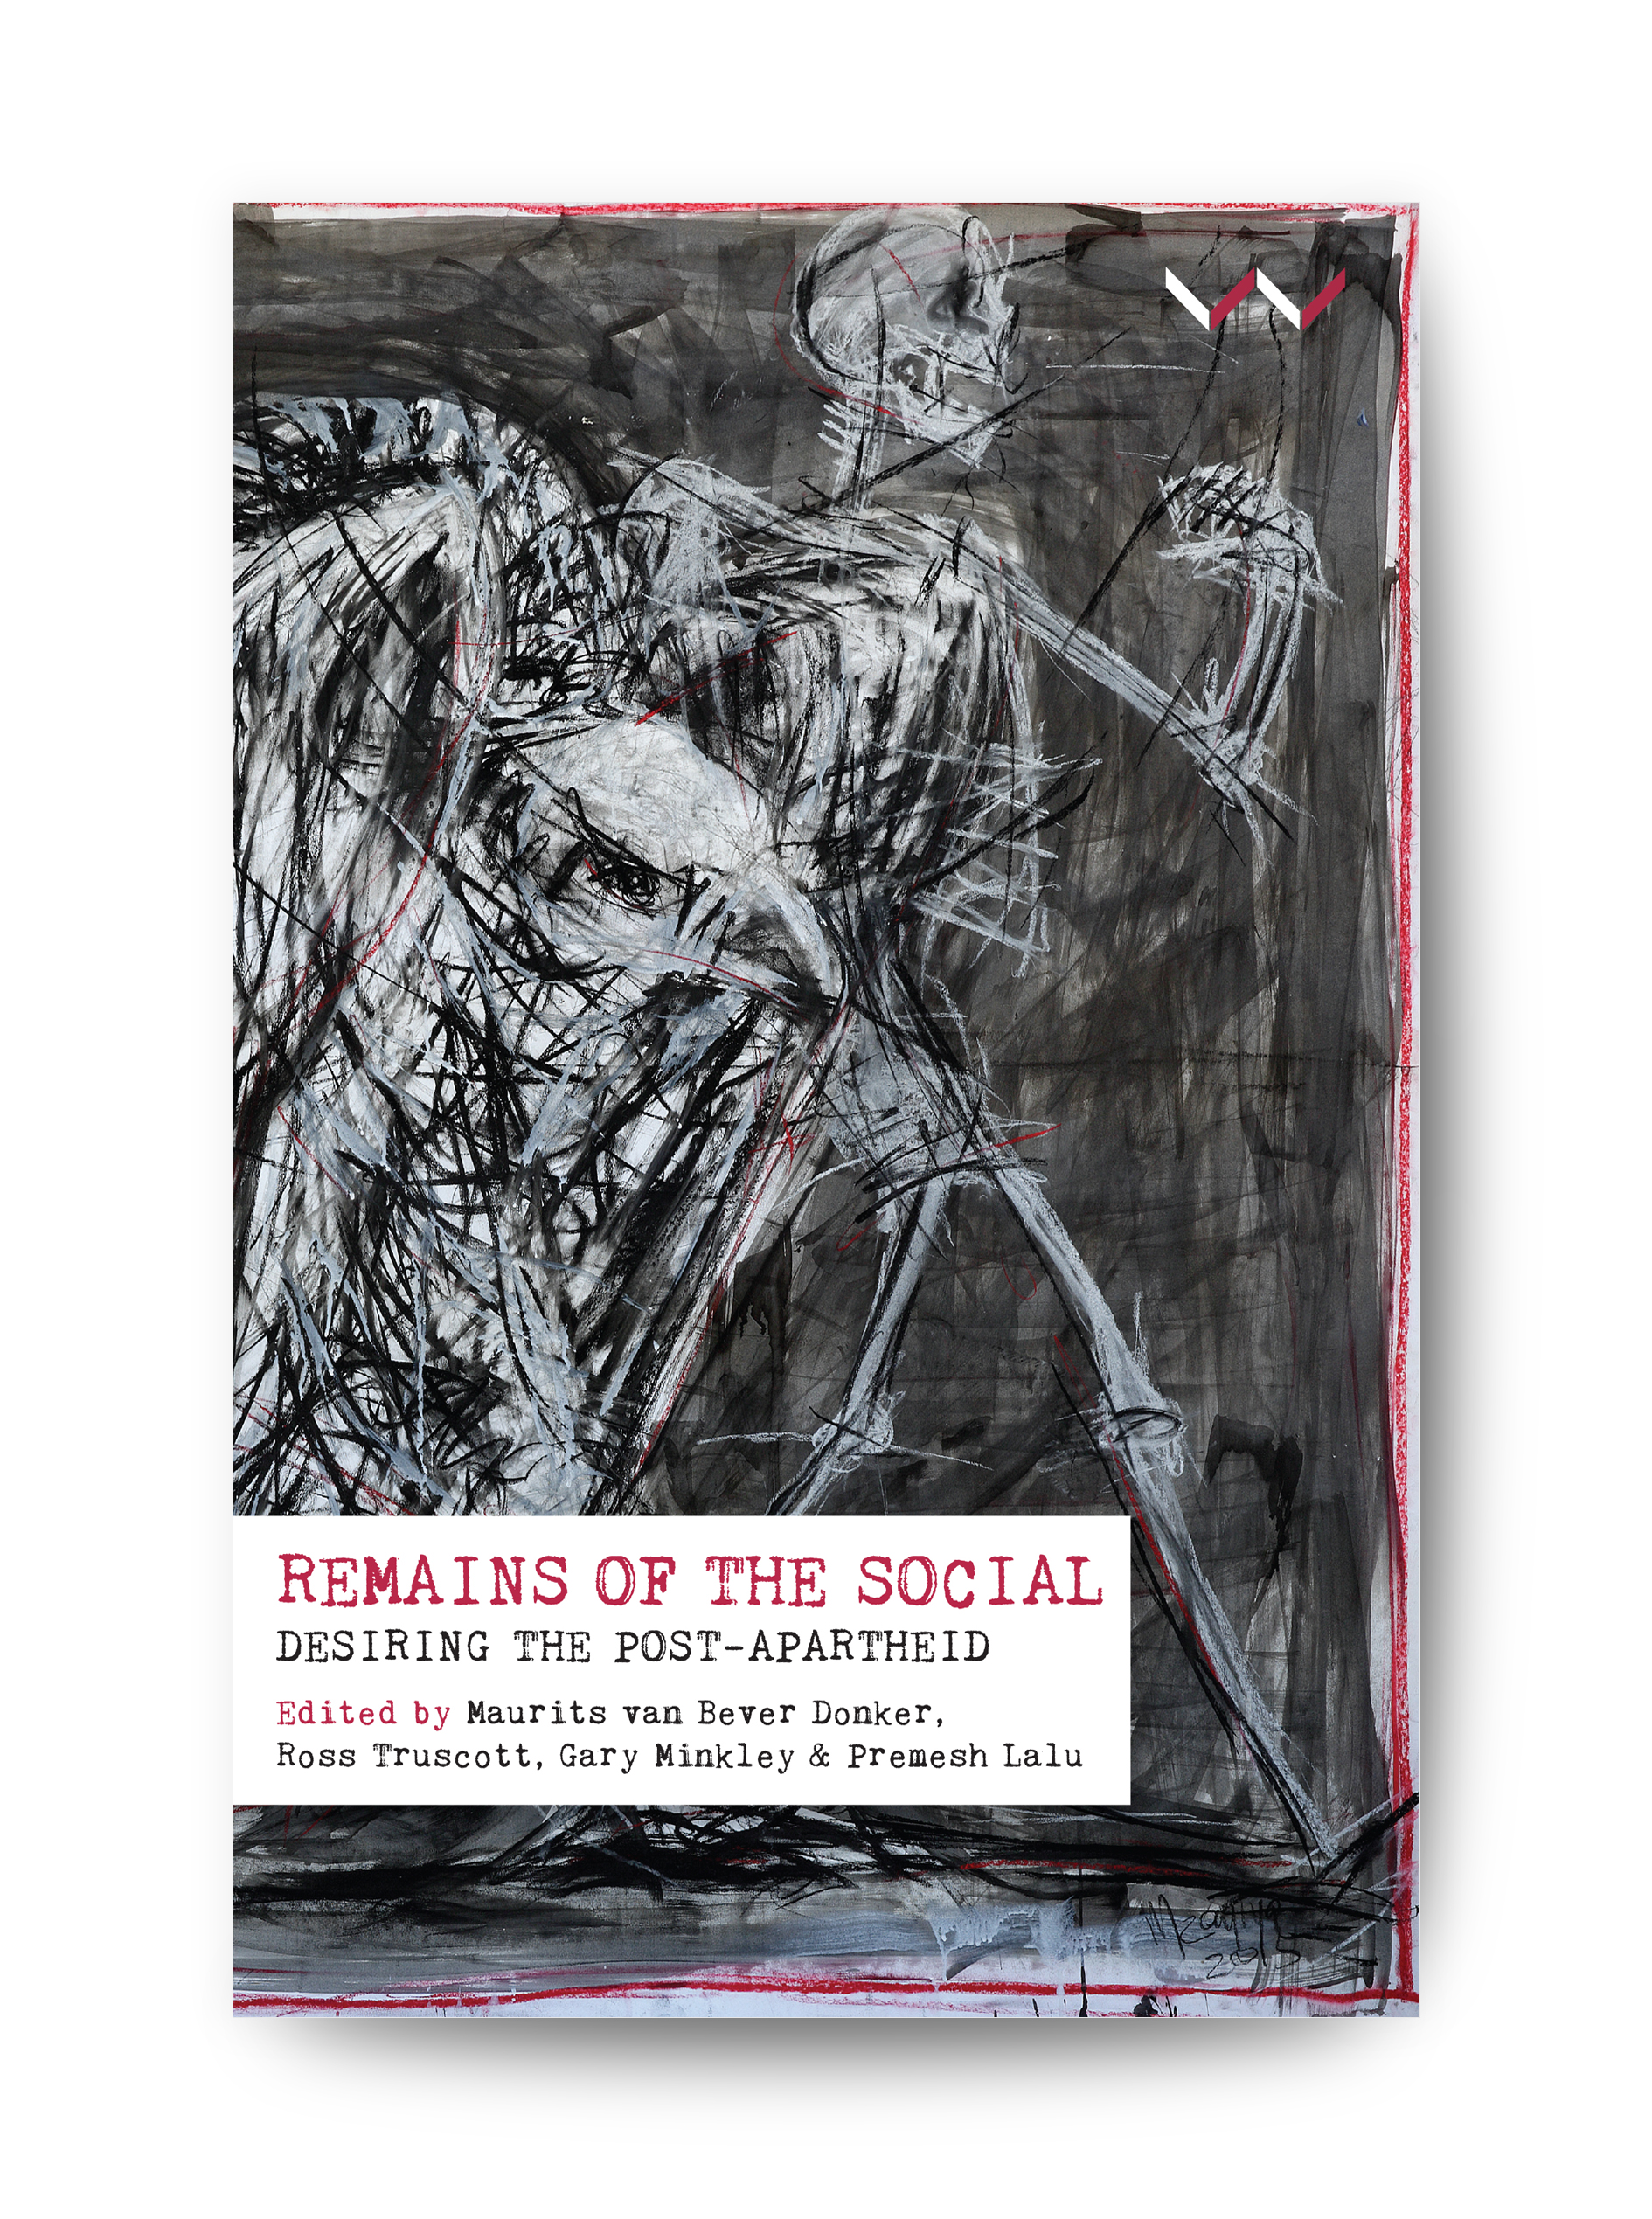 REMAINS OF THE SOCIAL
DESIRING THE POST-APARTHEID
Edited by Maurits van Bever Donker,
Ross Truscott, Gary Minkley & Premesh Lalu
2015